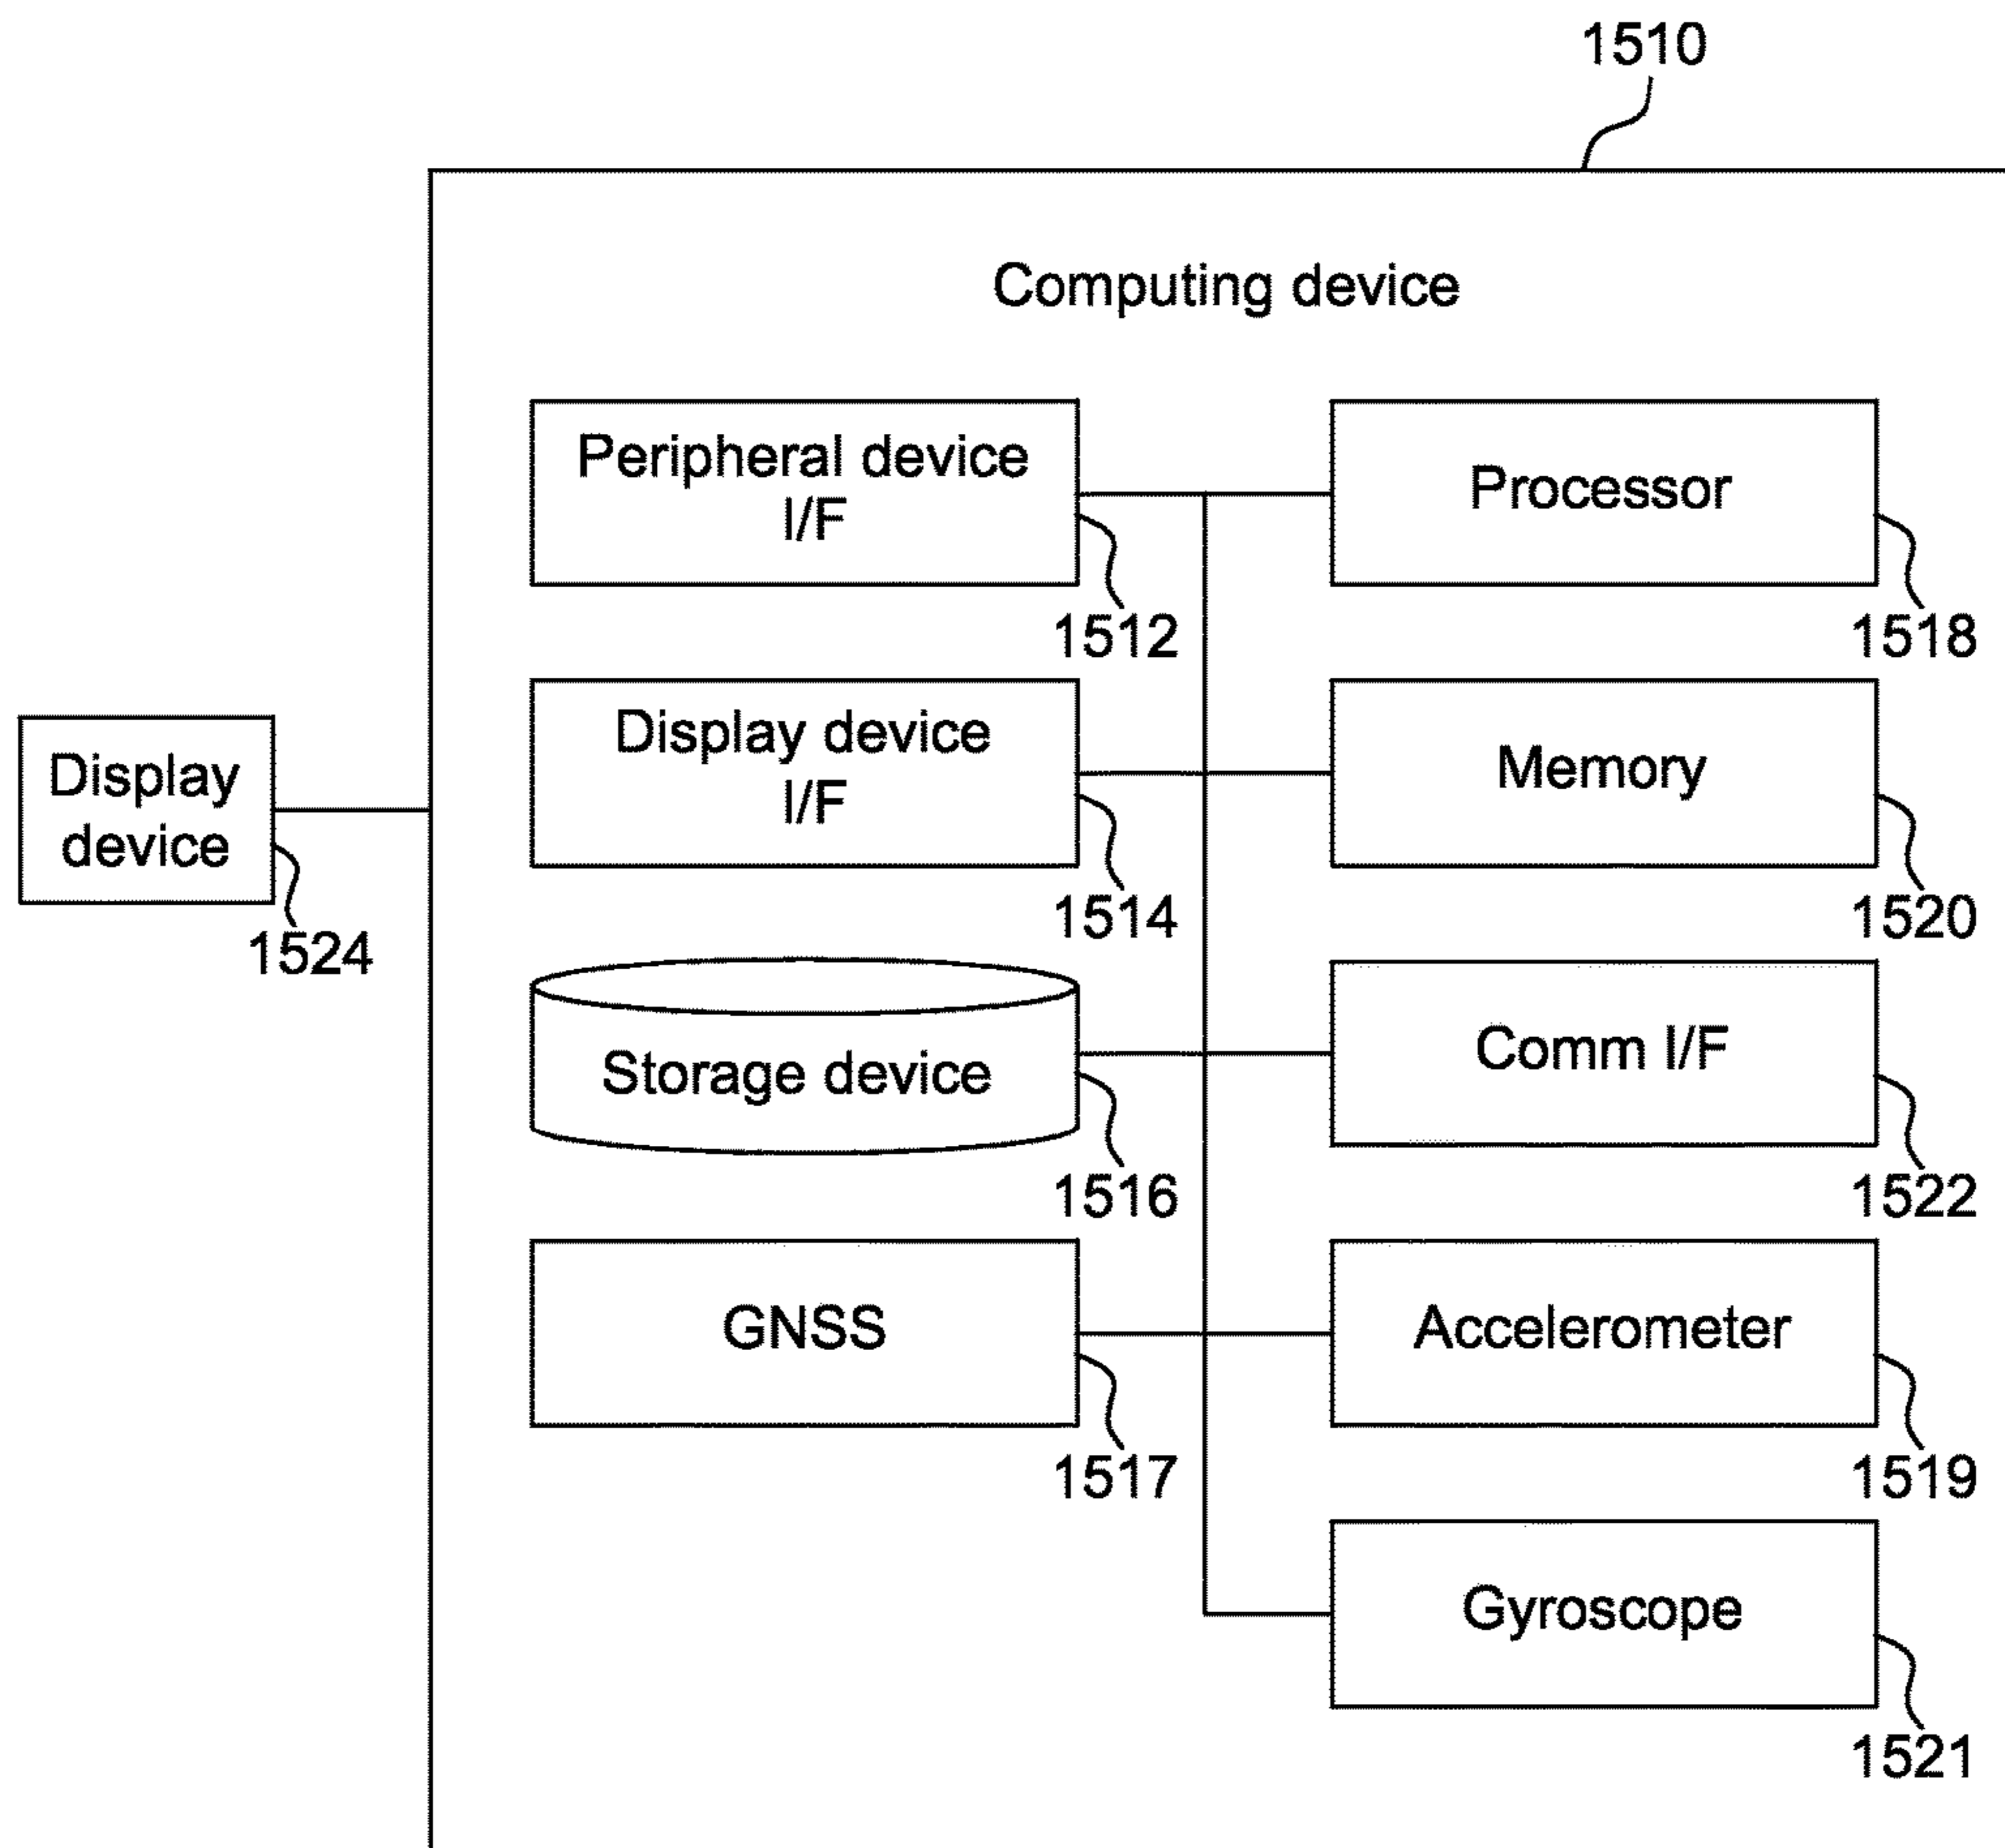 1510
Computing device
Peripheral device
I/F
1512
Processor
1518
Display device
I/F
1514
Memory
1520
Display
device
1524
Storage device
1516
Comm I/F
1522
GNSS
1517
Accelerometer
1519
Gyroscope
1521